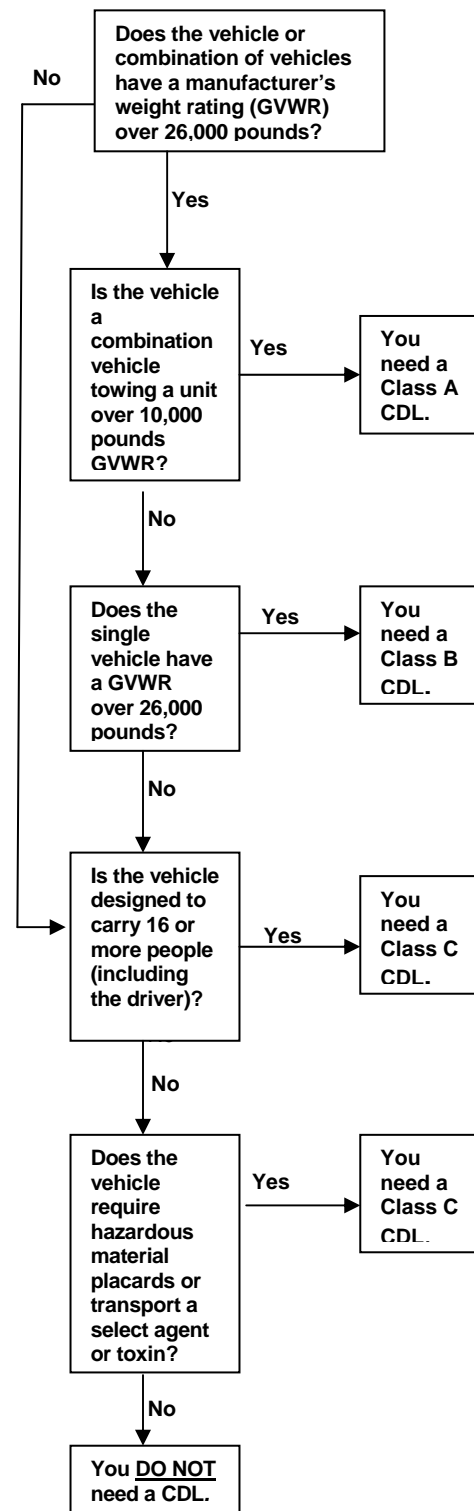 Does the vehicle or
combination of vehicles
have a manufacturer's
weight rating (GVWR)
over 26,000 pounds?
No
Yes
Is the vehicle
a
combination
vehicle
towing a unit
over 10,000
pounds
GVWR?
Yes
You
need a
Class A
CDL.
No
Does the
single
vehicle have
a GVWR
over 26,000
pounds?
Yes
You
need a
Class B
CDL.
No
Is the vehicle
designed to
carry 16 or
more people
(including
the driver)?
Yes
You
need a
Class C
CDL.
No
Does the
vehicle
require
hazardous
material
placards or
transport a
select agent
or toxin?
Yes
You
need a
Class C
CDL.
No
You DO NOT
need a CDL.